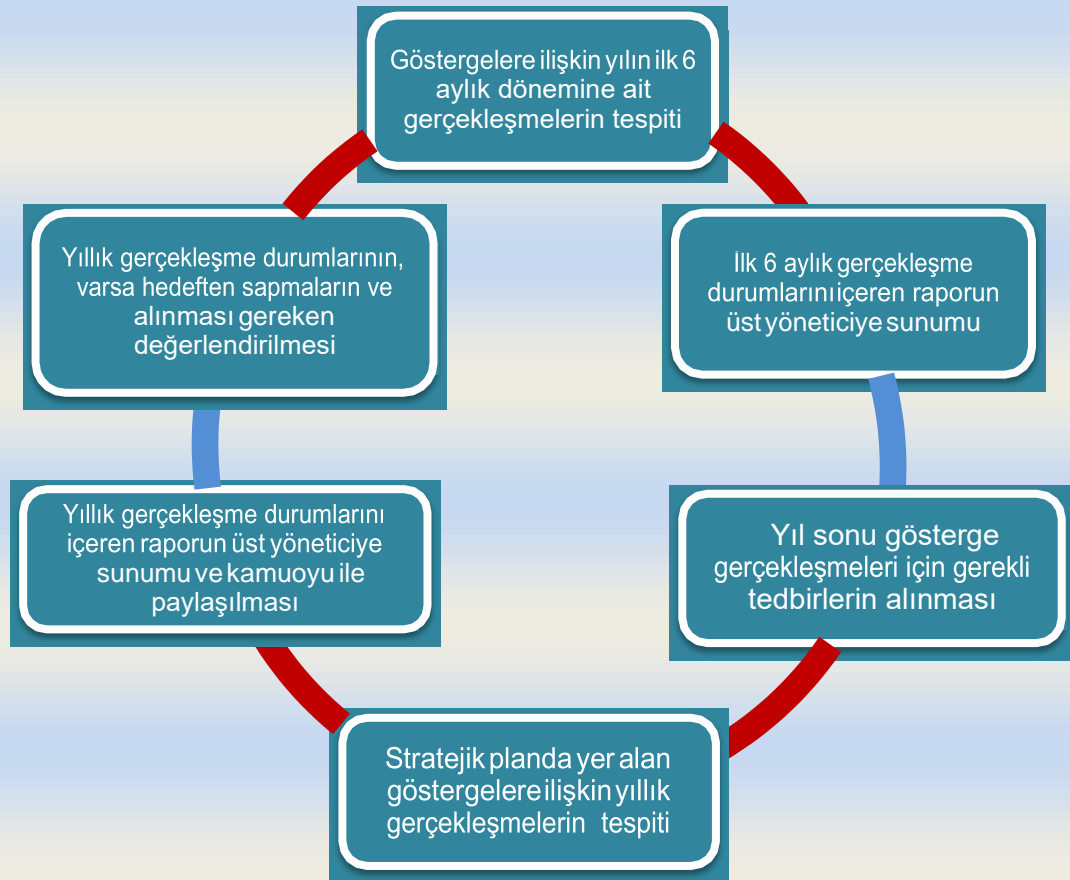 Göstergelere ilişkin yılın ilk 6
aylık dönemine ait
gerçekleşmelerin tespiti
İlk 6 aylık gerçekleşme
durumlarını içeren raporun
üst yöneticiye sunumu
Yıl sonu gösterge
gerçekleşmeleri için gerekli
tedbirlerin alınması
Stratejik planda yer alan
göstergelere ilişkin yıllık
gerçekleşmelerin tespiti
Yıllık gerçekleşme durumlarını
içeren raporun üst yöneticiye
sunumu ve kamuoyu ile
paylaşılması
Yıllık gerçekleşme durumlarının,
varsa hedeften sapmaların ve
alınması gereken
değerlendirilmesi